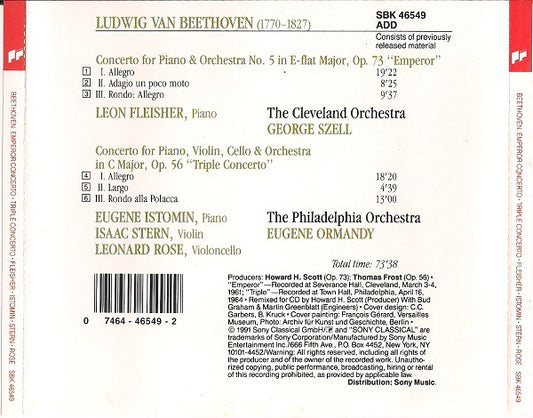 LUDWIG VAN BEETHOVEN (1770-1827)
SBK 46549
ADD
Consists of previously
released material
Concerto for Piano & Orchestra No. 5 in E-flat Major, Op. 73 "Emperor"
1 I. Allegro 19'22
2 II. Adagio un poco moto 8'25
3 III. Rondo: Allegro 9'37
LEON FLEISHER, Piano The Cleveland Orchestra
GEORGE SZELL
Concerto for Piano, Violin, Cello & Orchestra
in C Major, Op. 56 "Triple Concerto"
4 I. Allegro 18'20
5 II. Largo 4'39
6 III. Rondo alla Polacca 13'00
EUGENE ISTOMIN, Piano The Philadelphia Orchestra
ISAAC STERN, Violin EUGENE ORMANDY
LEONARD ROSE, Violoncello
Total time: 73'38
Producers: Howard H. Scott (Op. 73); Thomas Frost (Op. 56) •
"Emperor"—Recorded at Severance Hall, Cleveland, March 3-4,
1961; "Triple"—Recorded at Town Hall, Philadelphia, April 16,
1964 • Remixed for CD by Howard H. Scott (Producer) With Bud
Graham & Martin Greenblatt (Engineers) • Cover design: C.C.
Garbers, B. Kruck • Cover painting: François Gérard, Versailles
Museum, Photo: Archiv für Kunst und Geschichte, Berlin •
© 1991 Sony Classical GmbH/℗ and "SONY CLASSICAL" are
trademarks of Sony Corporation/Manufactured by Sony Music
Entertainment Inc./666 Fifth Ave., P.O. Box 4452, New York, NY
10101-4452/Warning: All rights reserved, including all rights of
the producer and of the owner of the recorded work. Unautho-
rized copying, public performance, broadcasting, hiring or rental
of this recording prohibited, as provided by applicable law.
Distribution: Sony Music.
0 7464-46549-2
BEETHOVEN: EMPEROR CONCERTO • TRIPLE CONCERTO • FLEISHER • ISTOMIN • STERN • ROSE SBK 46549
BEETHOVEN: EMPEROR CONCERTO • TRIPLE CONCERTO • FLEISHER • ISTOMIN • STERN • ROSE SBK 46549